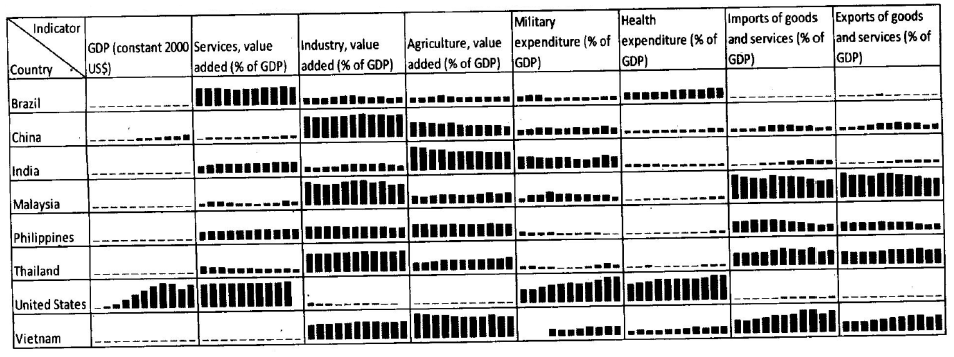 Indicator
Country
GDP (constant 2000
US$)
Services, value
added (% of GDP)
Industry, value
added (% of GDP)
Agriculture, value
added (% of GDP)
Military
expenditure (% of
GDP)
Health
expenditure (% of
GDP)
Imports of goods
and services (% of
GDP)
Exports of goods
and services (% of
GDP)
Brazil
China
India
Malaysia
Philippines
Thailand
United States
Vietnam